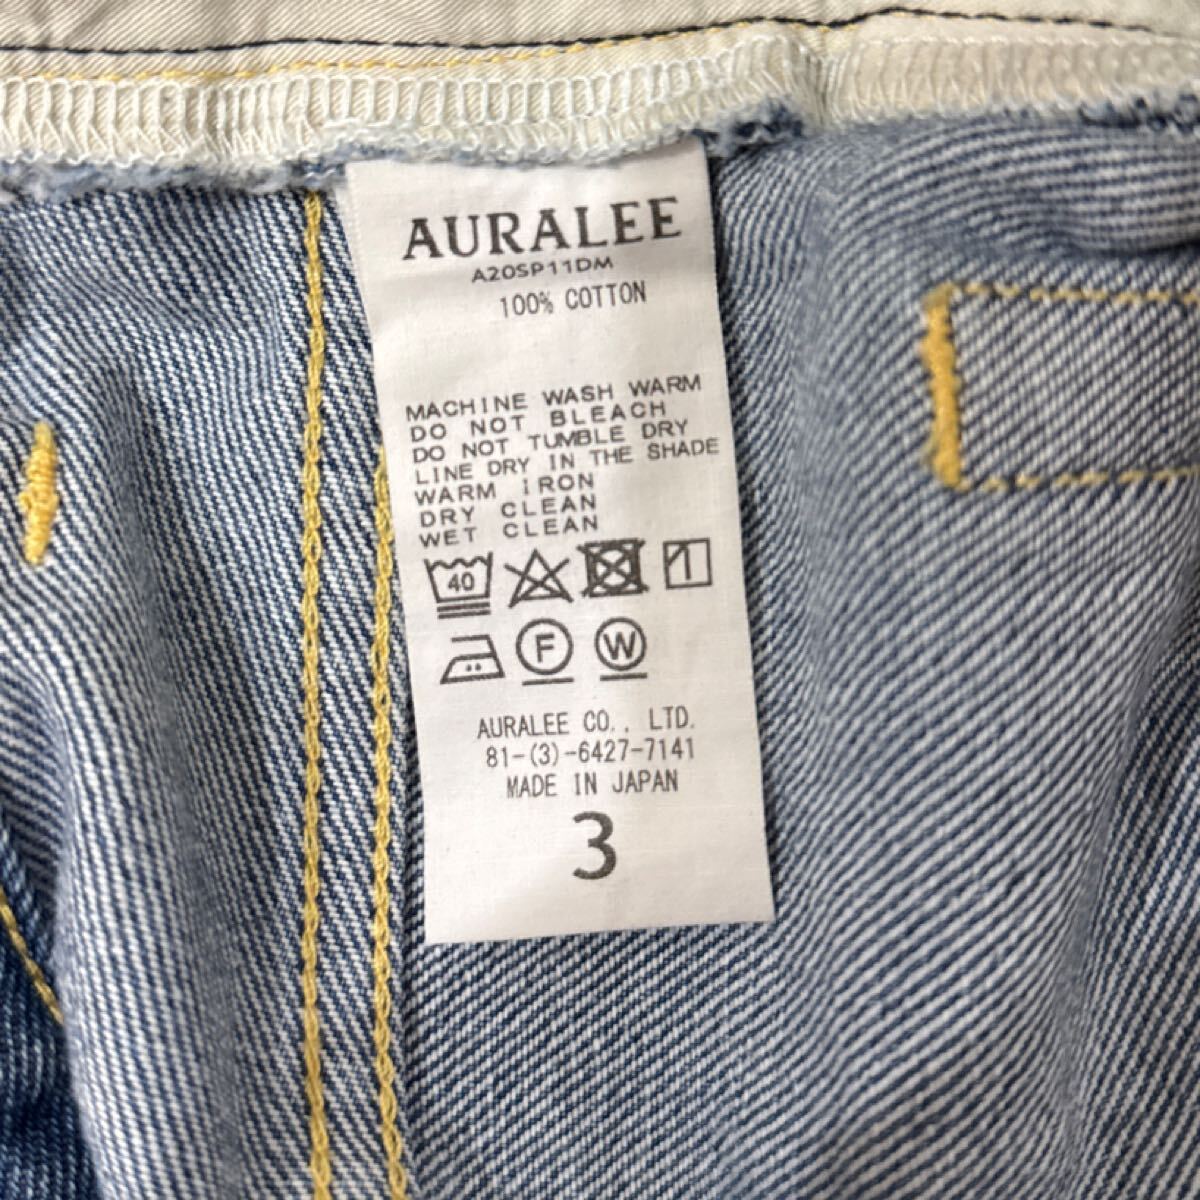 AURALEE
A20SP11DM
100% COTTON
MACHINE WASH WARM
DO NOT BLEACH
DO NOT TUMBLE DRY
LINE DRY IN THE SHADE
WARM IRON
DRY CLEAN
WET CLEAN
40
F W
AURALEE CO., LTD.
81-(3)-6427-7141
MADE IN JAPAN
3